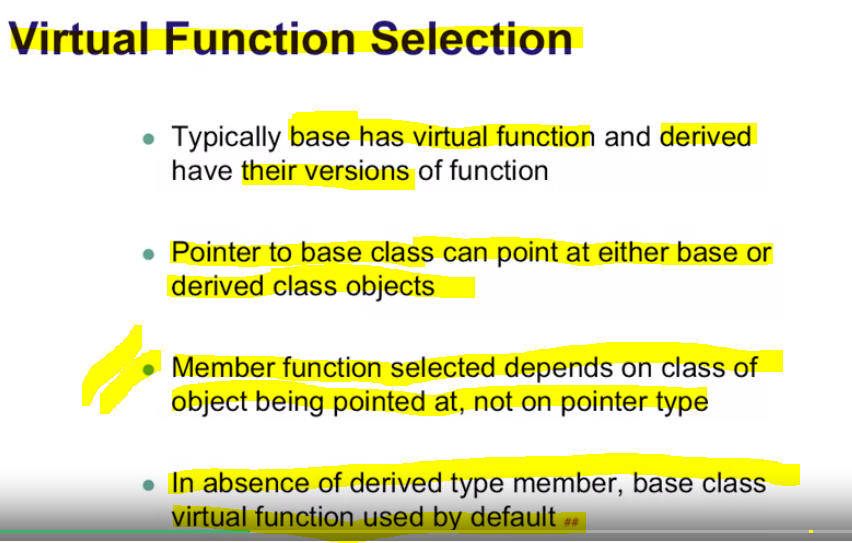 Virtual Function Selection
Typically base has virtual function and derived
have their versions of function
Pointer to base class can point at either base or
derived class objects
Member function selected depends on class of
object being pointed at, not on pointer type
In absence of derived type member, base class
virtual function used by default ##